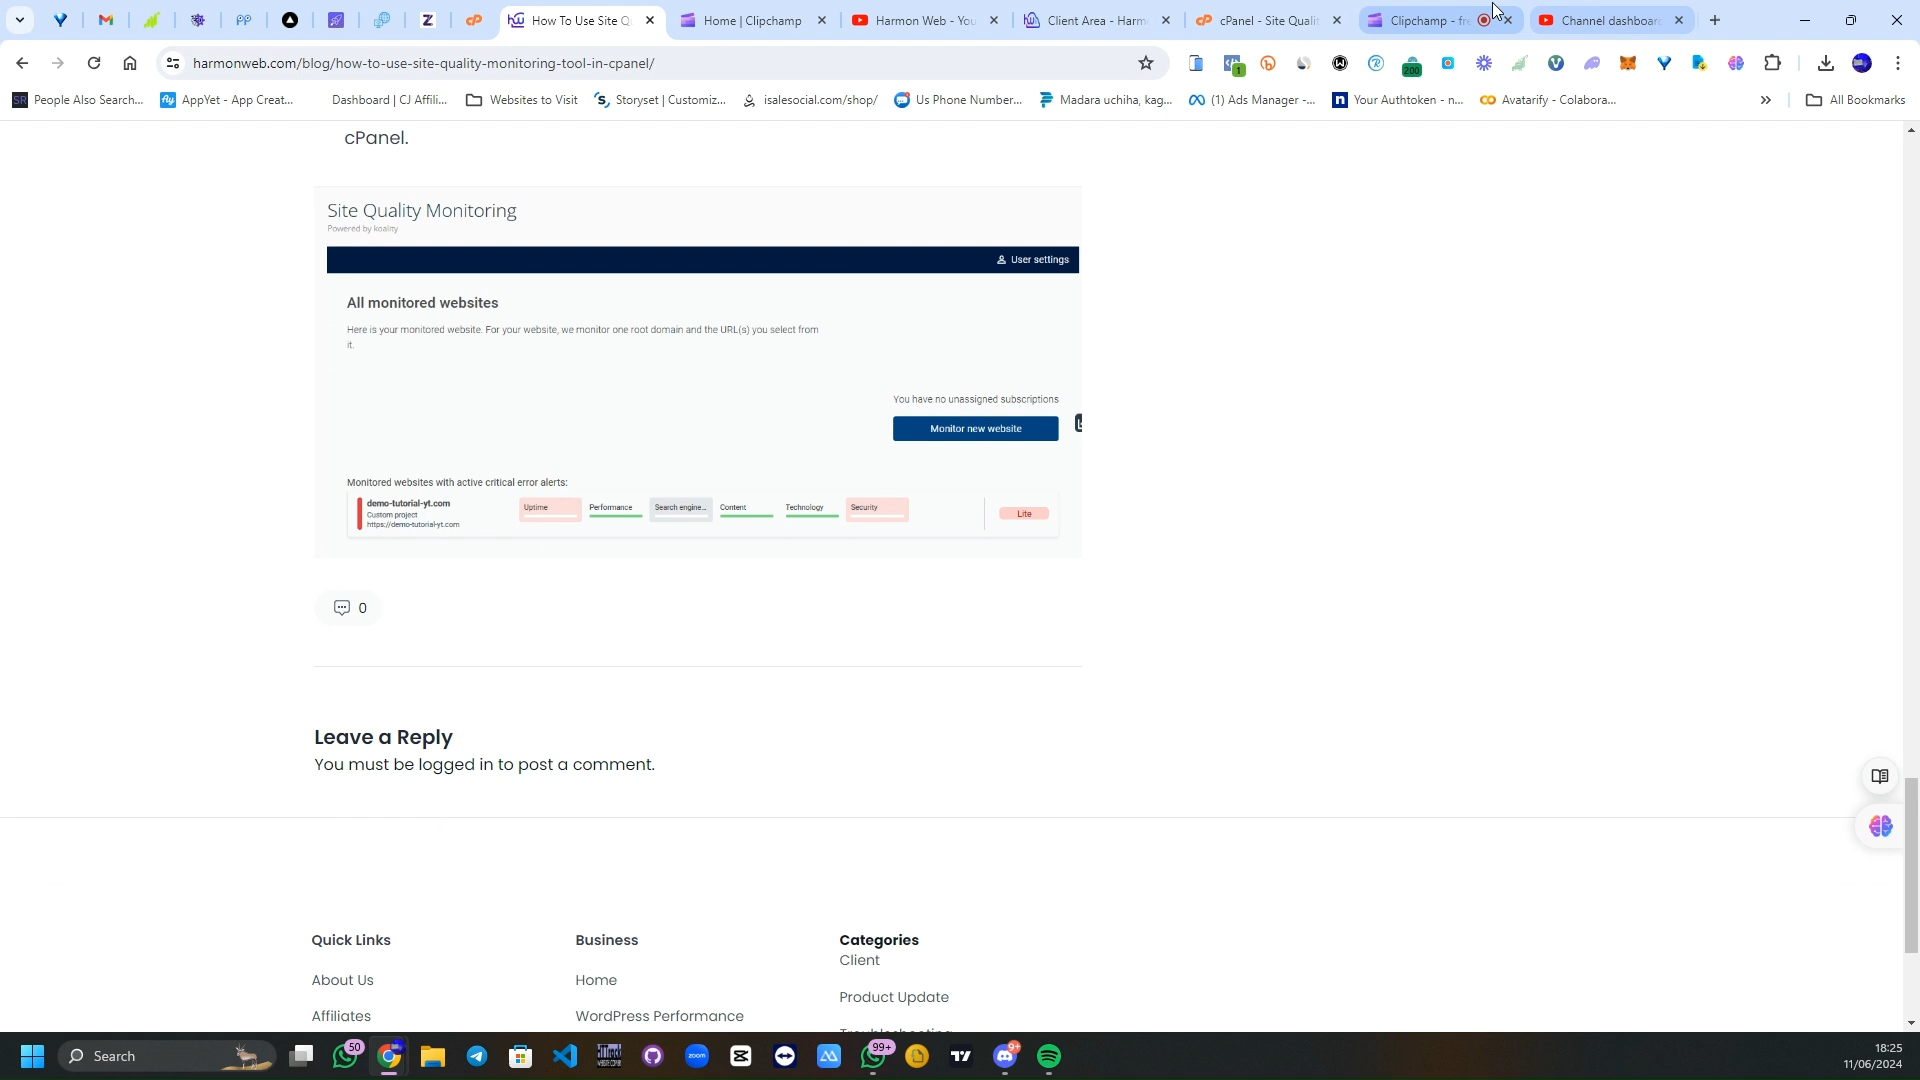 How To Use Site Q
Home | Clipchamp
Harmon Web - You
Client Area - Harm
cPanel - Site Quali
Clipchamp - fre
Channel dashboar
harmonweb.com/blog/how-to-use-site-quality-monitoring-tool-in-cpanel/
1
200
People Also Search...
AppYet - App Creat...
Dashboard | CJ Affili...
Websites to Visit
Storyset | Customiz...
isalesocial.com/shop/
US Phone Number...
Madara uchiha, kag...
(1) Ads Manager -...
Your Authtoken - n...
Avatarify - Colabora...
All Bookmarks
cPanel.
Site Quality Monitoring
Powered by koality
User settings
All monitored websites
Here is your monitored website. For your website, we monitor one root domain and the URL(s) you select from
it.
You have no unassigned subscriptions
Monitor new website
Monitored websites with active critical error alerts:
demo-tutorial-yt.com
Custom project
https://demo-tutorial-yt.com
Uptime
Performance
Search engine...
Content
Technology
Security
Lite
0
Leave a Reply
You must be logged in to post a comment.
Quick Links
Business
Categories
Client
About Us
Home
Product Update
Affiliates
WordPress Performance
Troubleshooting
Search
50
zoom
99+
9+
18:25
11/06/2024